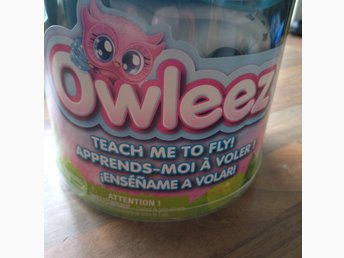 Owleez
TEACH ME TO FLY!
APPRENDS-MOI À VOLER !
¡ENSÉÑAME A VOLAR!
ATTENTION !